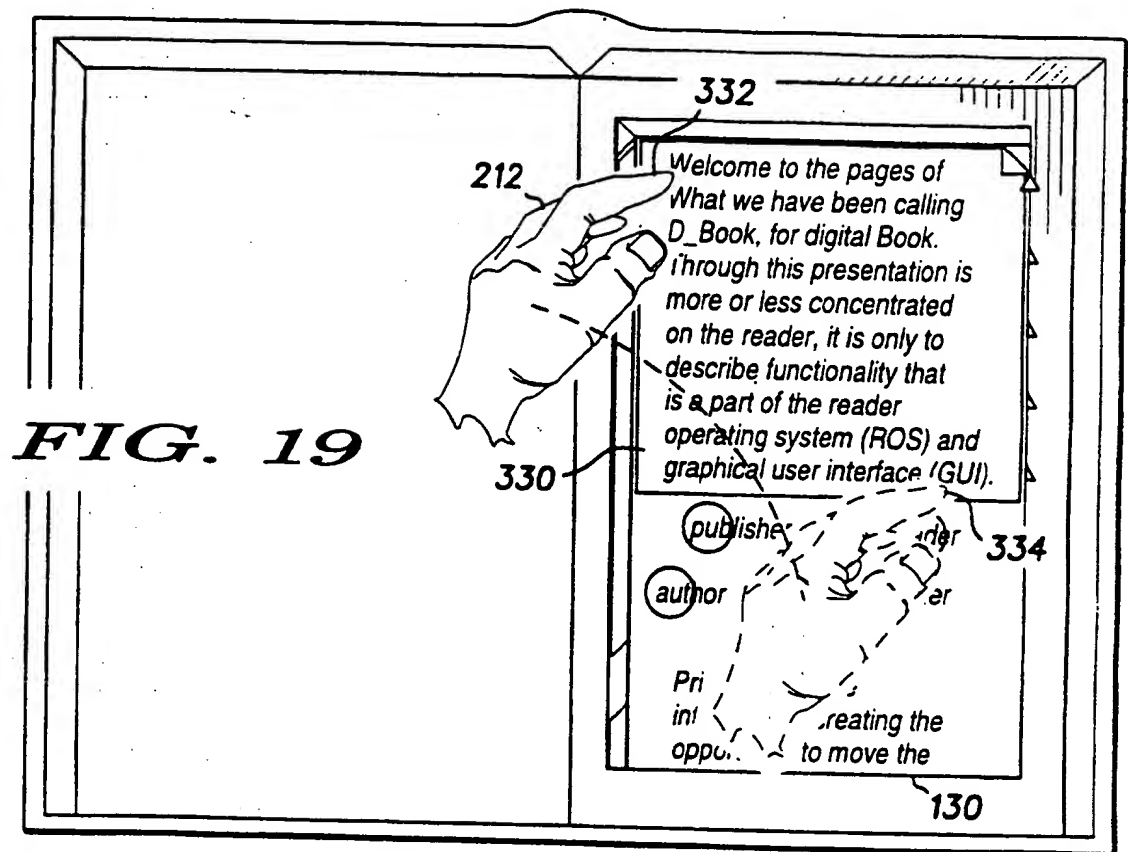 332
212
Welcome to the pages of
What we have been calling
D_Book, for digital Book.
Through this presentation is
more or less concentrated
on the reader, it is only to
describe functionality that
is a part of the reader
operating system (ROS) and
graphical user interface (GUI).
FIG. 19
330
publisher
334
author
the
to move the
130